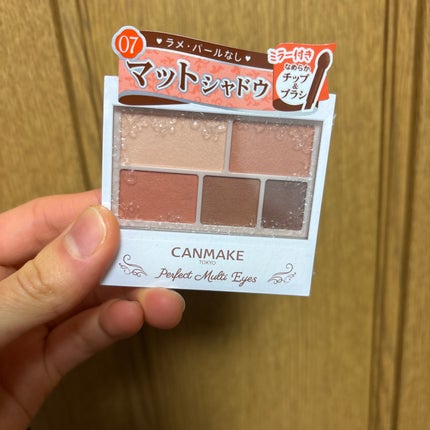 07
♥ラメ・パールなし♥
マットシャドウ
ミラー付き
なめらか
チップ
&
ブラシ
CANMAKE
TOKYO
Perfect Multi Eyes